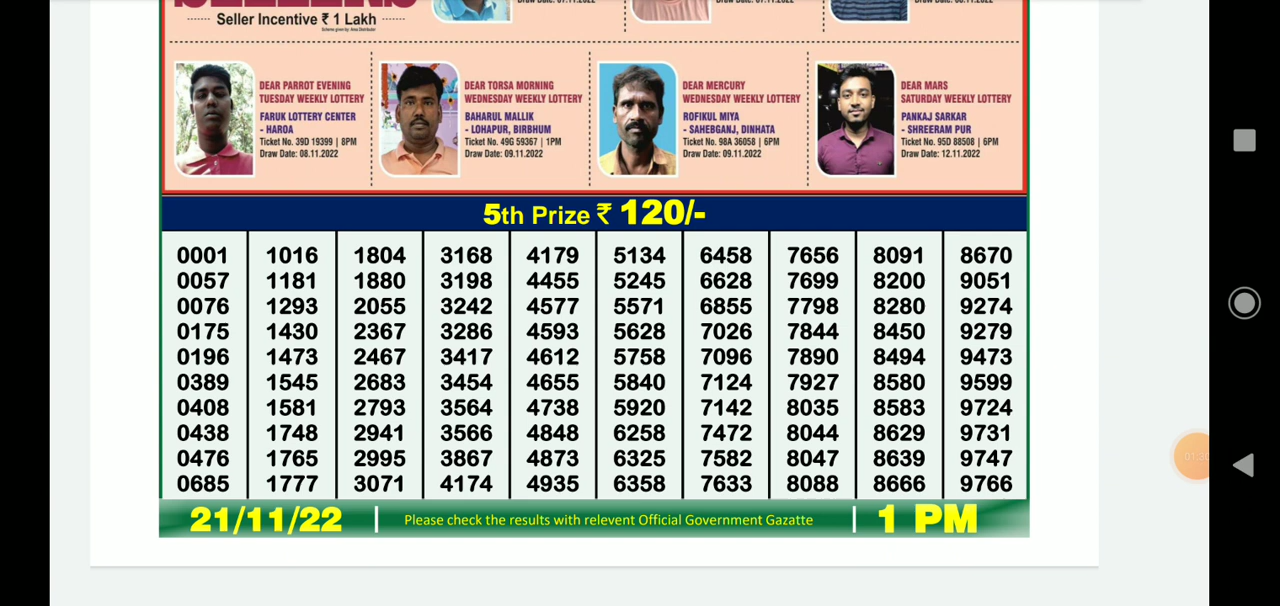 Seller Incentive ₹ 1 Lakh
DEAR PARROT EVENING
TUESDAY WEEKLY LOTTERY
FARUK LOTTERY CENTER
- HAROA
Ticket No. 39D 19399 | 8PM
Draw Date: 08.11.2022
DEAR TORSA MORNING
WEDNESDAY WEEKLY LOTTERY
BAHARUL MALLIK
- LOHAPUR, BIRBHUM
Ticket No. 49G 59367 | 1PM
Draw Date: 09.11.2022
DEAR MERCURY
WEDNESDAY WEEKLY LOTTERY
ROFIKUL MIYA
- SAHEBGANJ, DINHATA
Ticket No. 98A 36058 | 6PM
Draw Date: 09.11.2022
DEAR MARS
SATURDAY WEEKLY LOTTERY
PANKAJ SARKAR
- SHREERAM PUR
Ticket No. 95D 88508 | 6PM
Draw Date: 12.11.2022
5th Prize ₹ 120/-
0001 1016 1804 3168 4179 5134 6458 7656 8091 8670
0057 1181 1880 3198 4455 5245 6628 7699 8200 9051
0076 1293 2055 3242 4577 5571 6855 7798 8280 9274
0175 1430 2367 3286 4593 5628 7026 7844 8450 9279
0196 1473 2467 3417 4612 5758 7096 7890 8494 9473
0389 1545 2683 3454 4655 5840 7124 7927 8580 9599
0408 1581 2793 3564 4738 5920 7142 8035 8583 9724
0438 1748 2941 3566 4848 6258 7472 8044 8629 9731
0476 1765 2995 3867 4873 6325 7582 8047 8639 9747
0685 1777 3071 4174 4935 6358 7633 8088 8666 9766
21/11/22 | Please check the results with relevent Official Government Gazatte | 1 PM